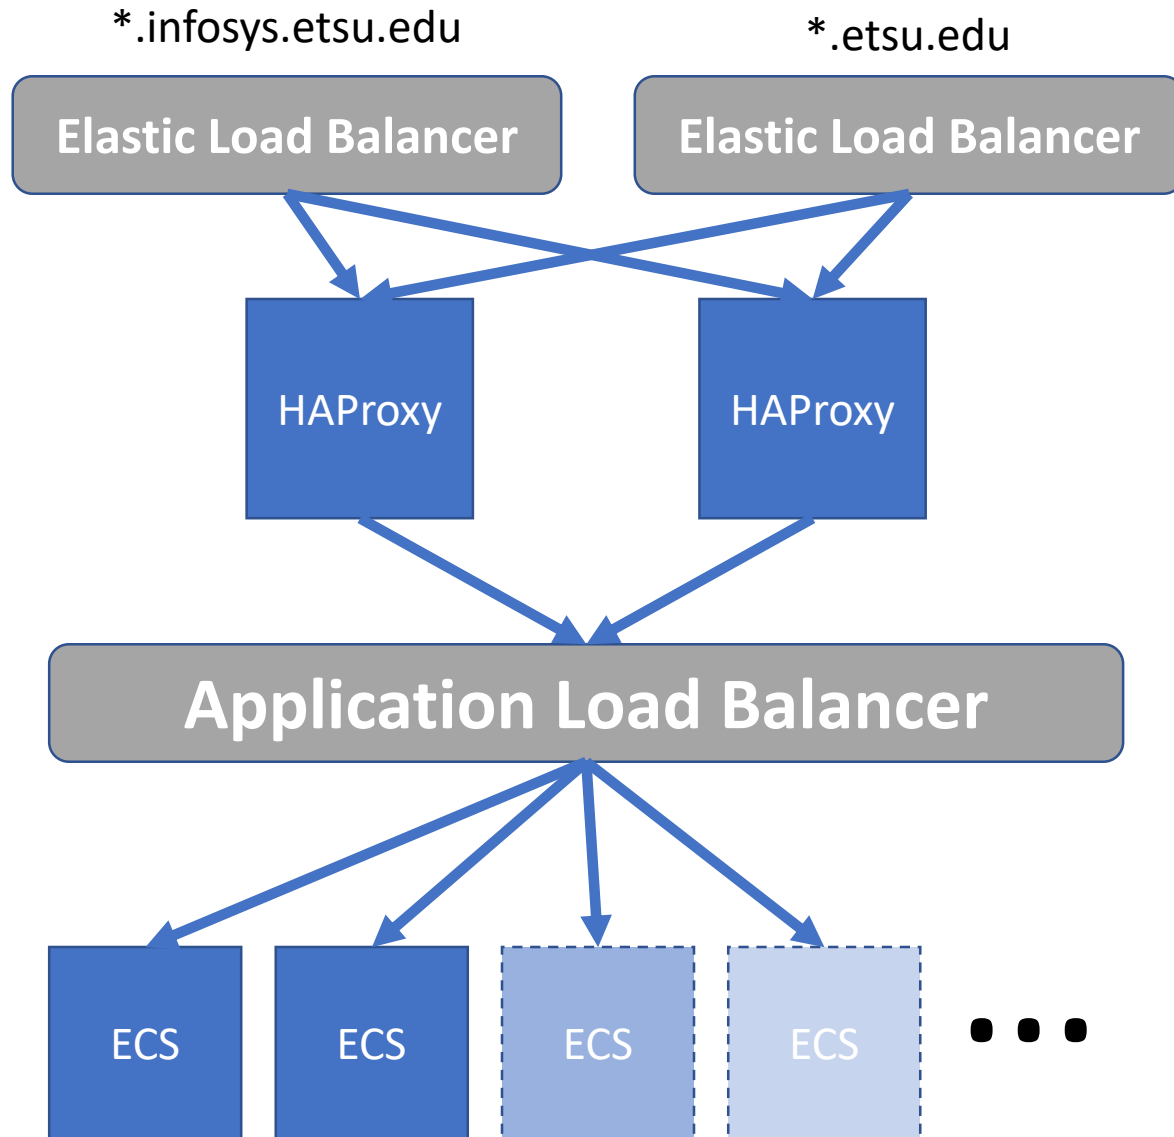 *.infosys.etsu.edu
*.etsu.edu
Elastic Load Balancer
Elastic Load Balancer
HAProxy
HAProxy
Application Load Balancer
ECS
ECS
ECS
ECS
...